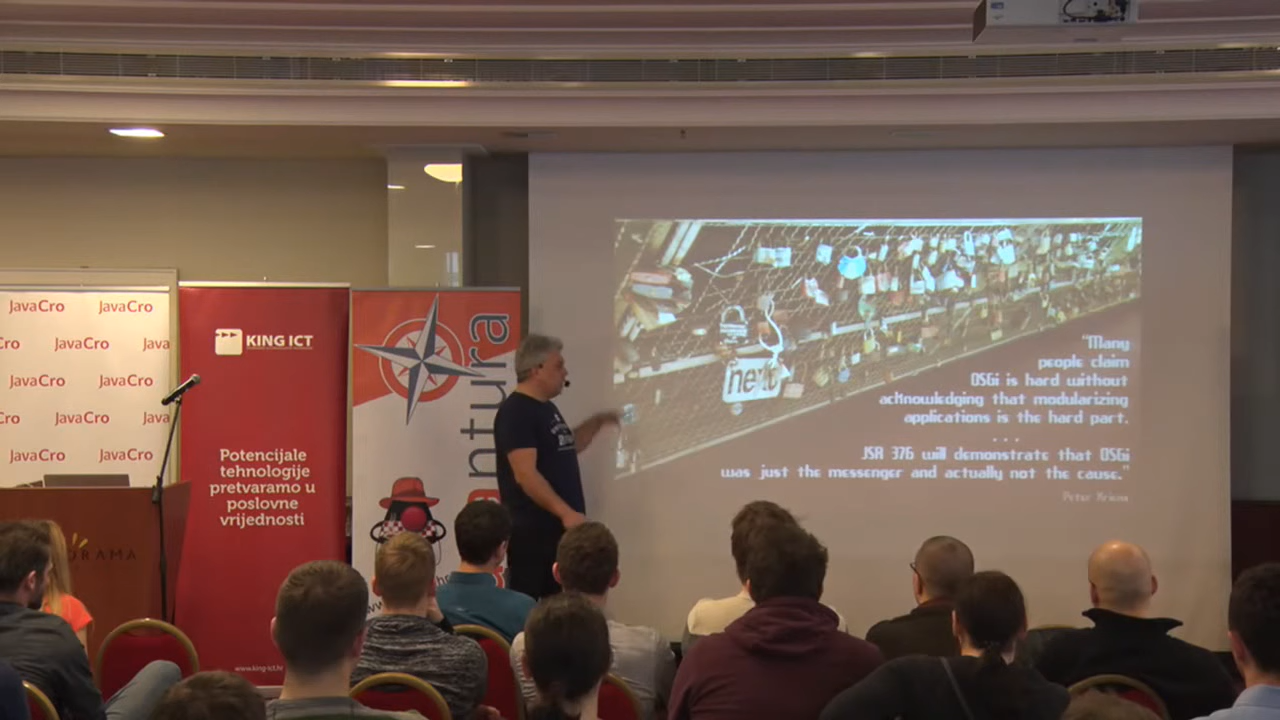 JavaCro JavaCro
JavaCro Java
JavaCro JavaCro
JavaCro
JavaCro JavaCro
KING ICT
Potencijale
tehnologije
pretvaramo u
poslovne
vrijednosti
www.king-ict.hr
ntura
next
"Many
people claim
OSGi is hard without
acknowledging that modularizing
applications is the hard part.
...
JSR 376 will demonstrate that OSGi
was just the messenger and actually not the cause."
Peter Kriens